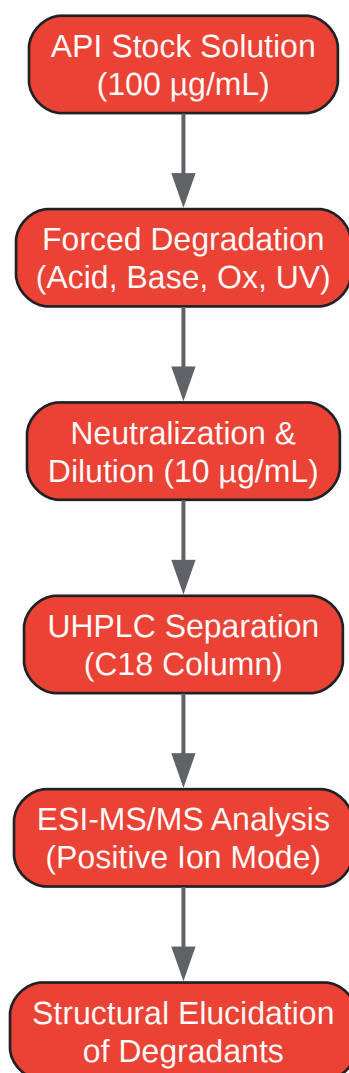 API Stock Solution
(100 µg/mL)
Forced Degradation
(Acid, Base, Ox, UV)
Neutralization &
Dilution (10 µg/mL)
UHPLC Separation
(C18 Column)
ESI-MS/MS Analysis
(Positive Ion Mode)
Structural Elucidation
of Degradants